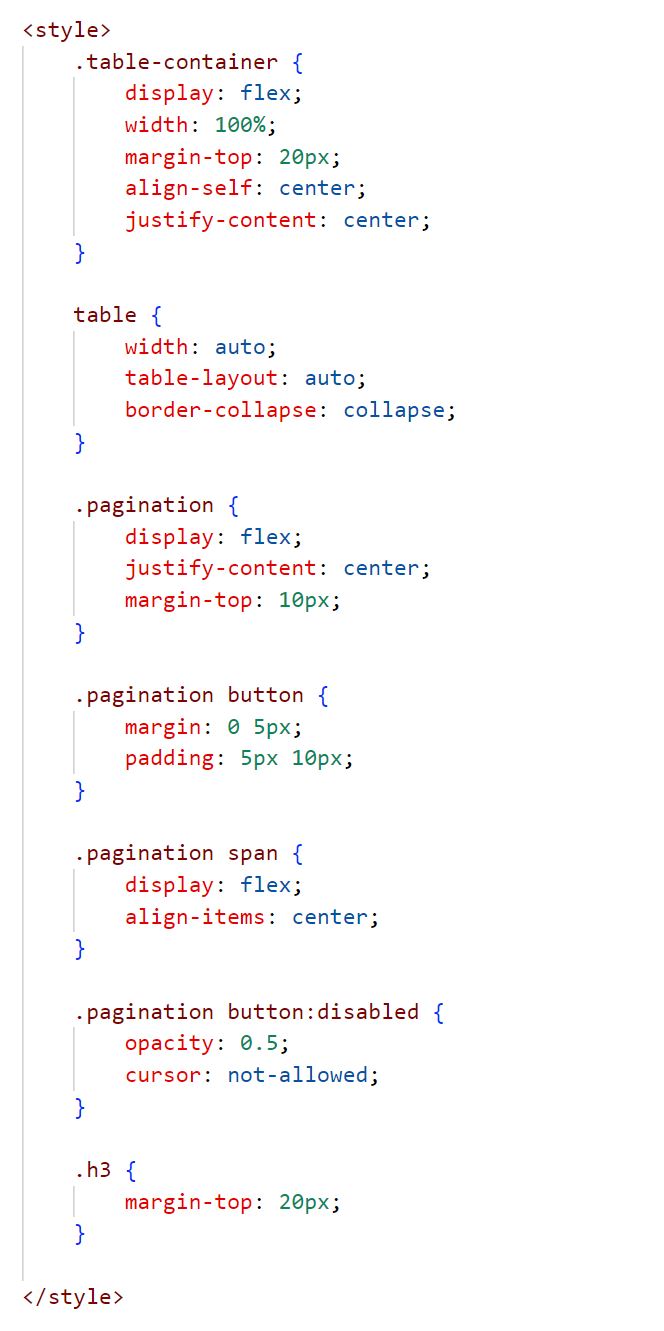 <style>
.table-container {
display: flex;
width: 100%;
margin-top: 20px;
align-self: center;
justify-content: center;
}
table {
width: auto;
table-layout: auto;
border-collapse: collapse;
}
.pagination {
display: flex;
justify-content: center;
margin-top: 10px;
}
.pagination button {
margin: 0 5px;
padding: 5px 10px;
}
.pagination span {
display: flex;
align-items: center;
}
.pagination button:disabled {
opacity: 0.5;
cursor: not-allowed;
}
.h3 {
margin-top: 20px;
}
</style>